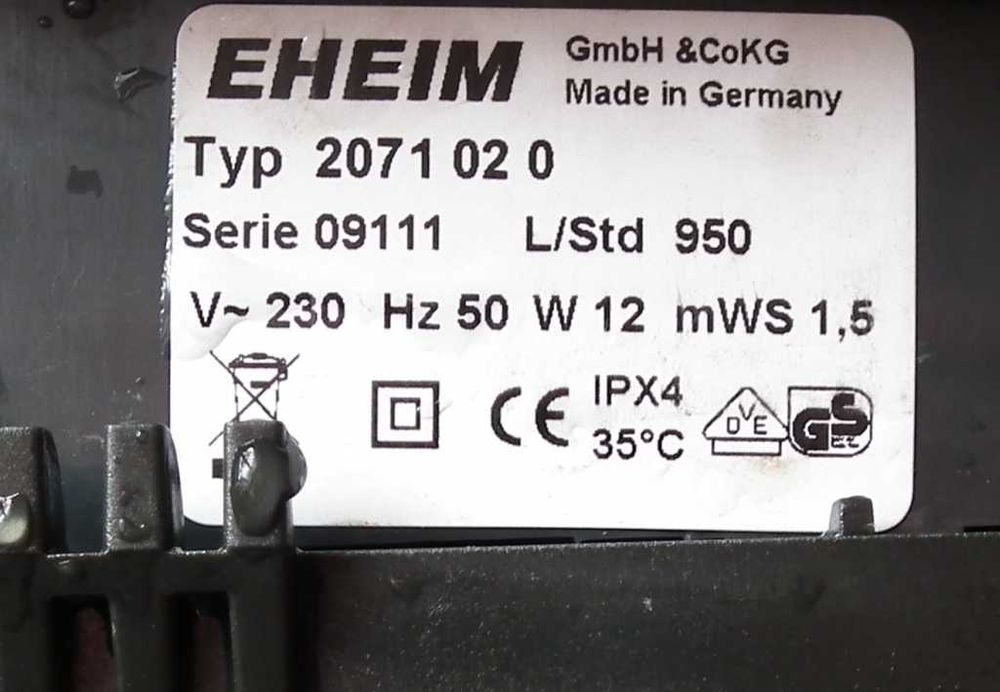 EHEIM GmbH &CoKG
Made in Germany
Typ 2071 02 0
Serie 09111 L/Std 950
V~ 230 Hz 50 W 12 mWS 1,5
CE IPX4
35°C
VDE
GS